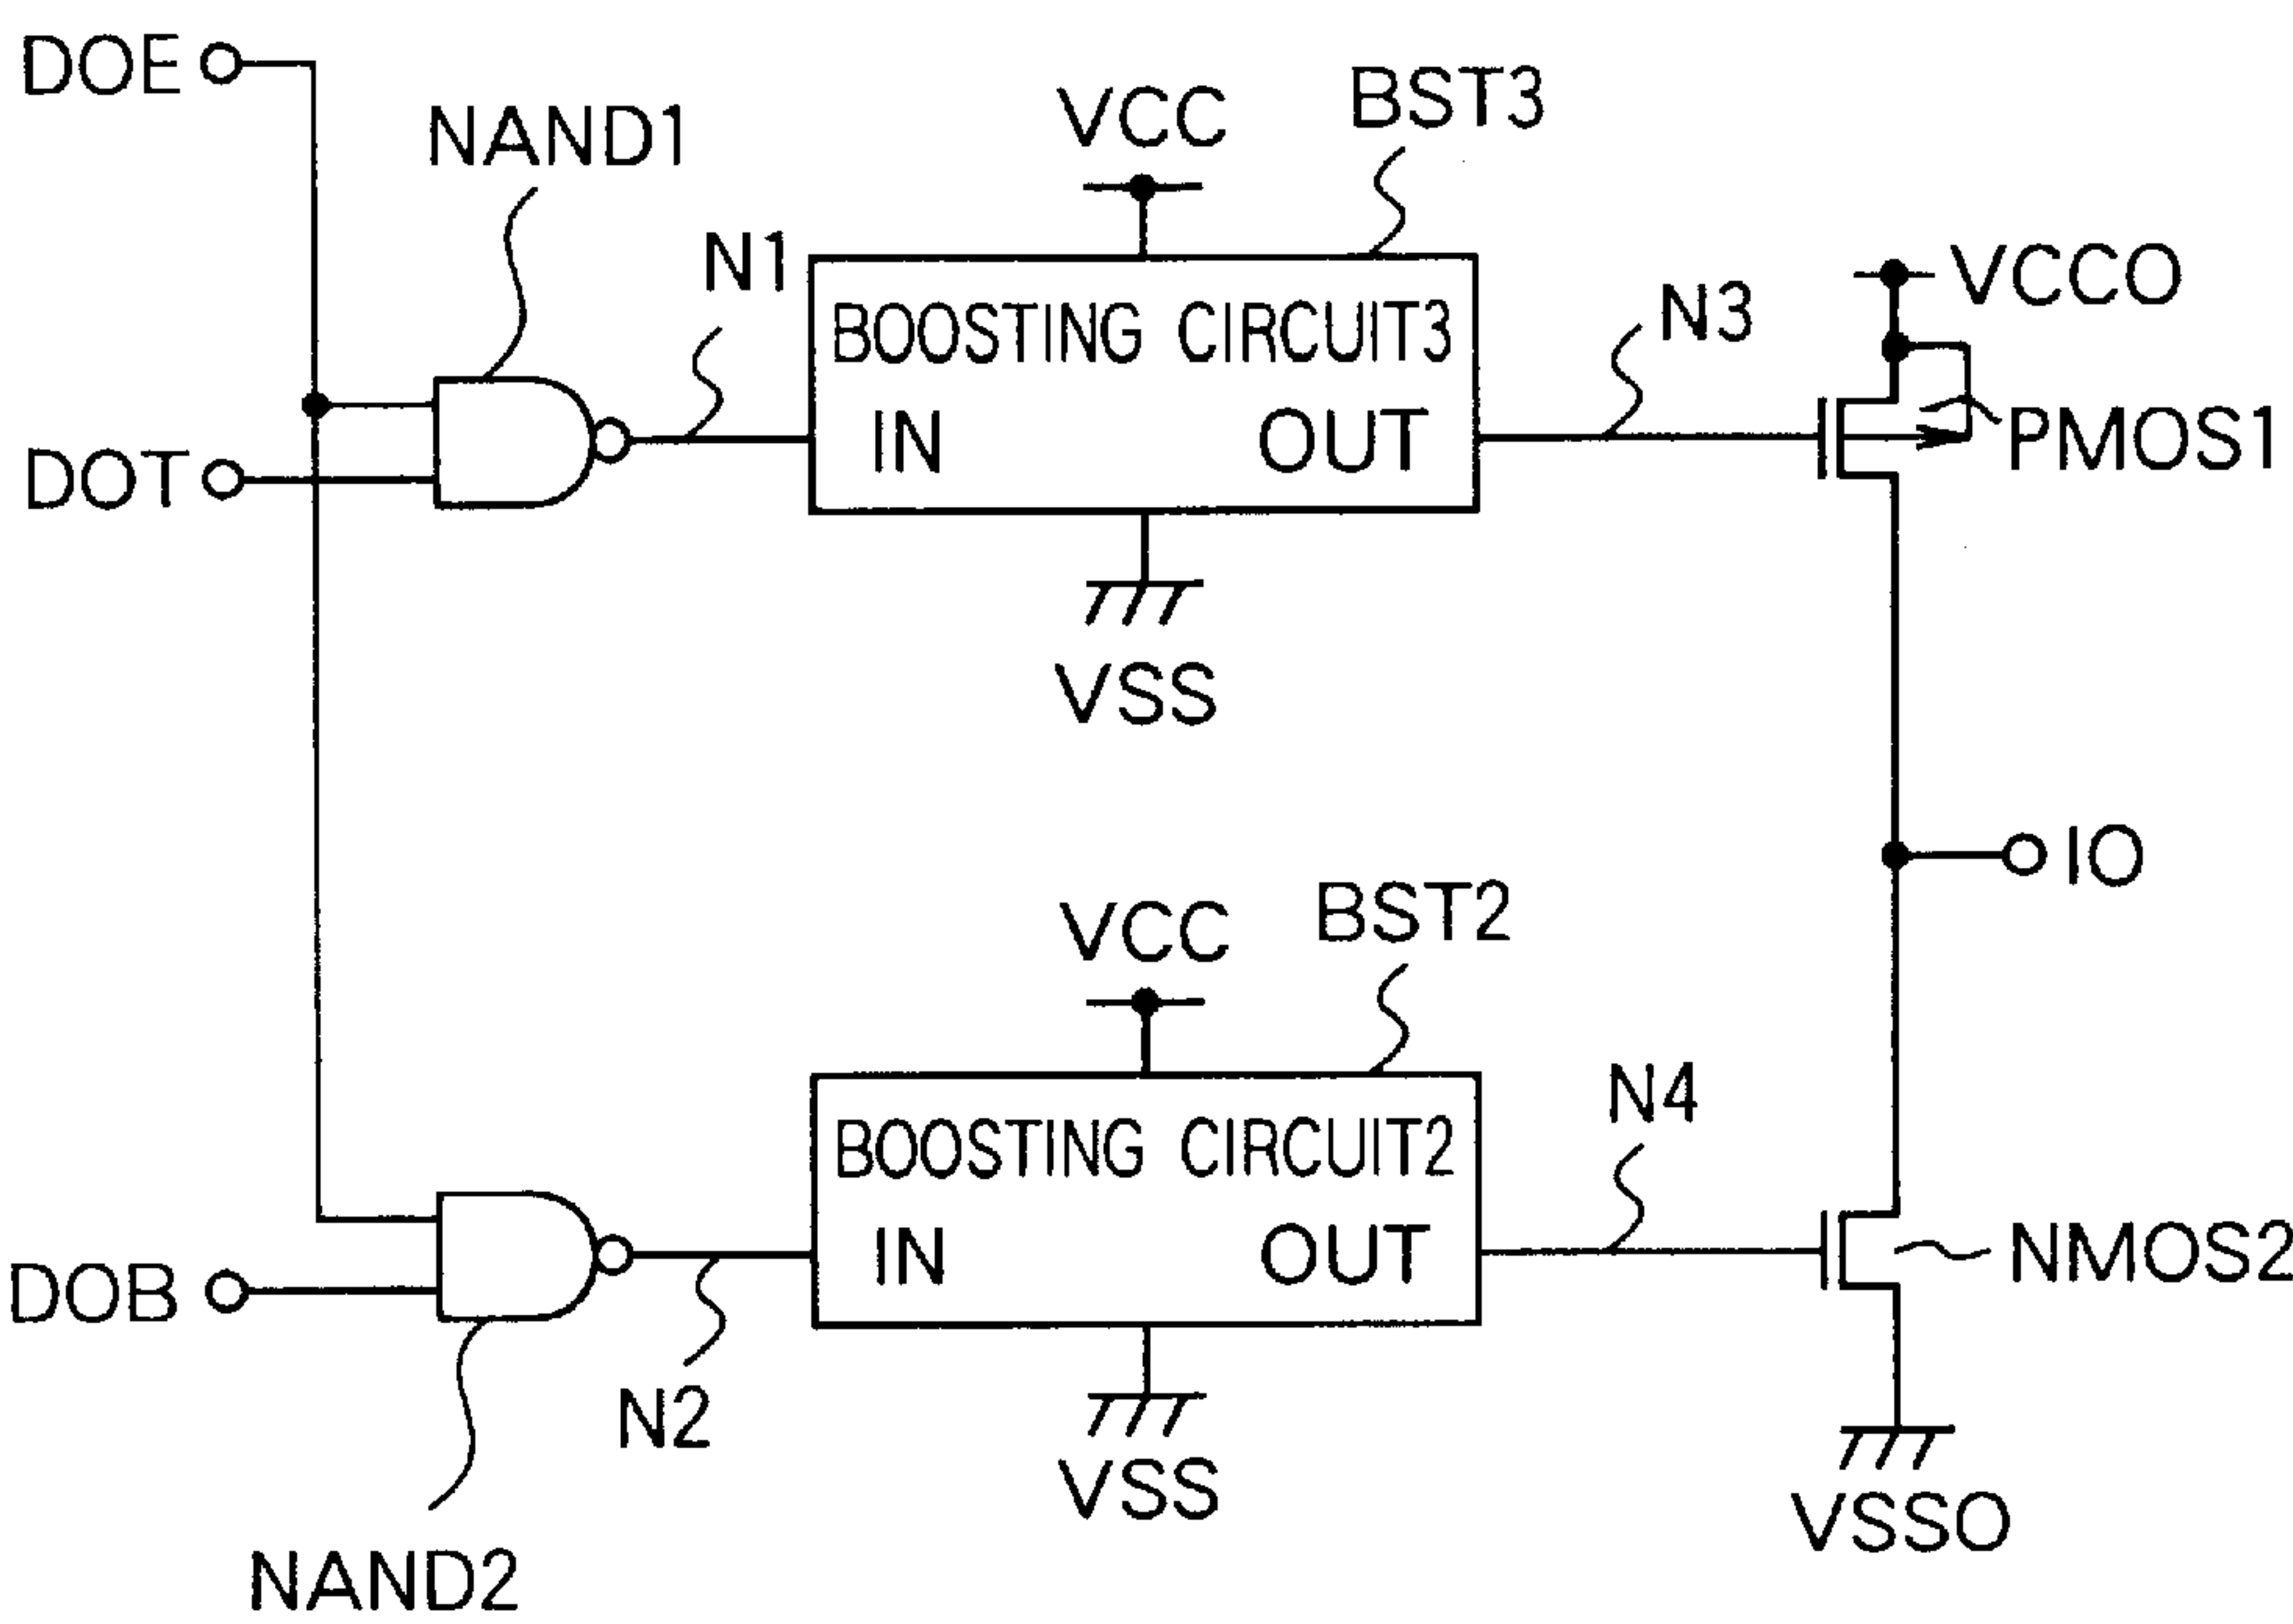 DOE
NAND1
VCC
BST3
N1
BOOSTING CIRCUIT3
IN OUT
N3
VCCO
PMOS1
DOT
VSS
IO
VCC
BST2
BOOSTING CIRCUIT2
IN OUT
N4
NMOS2
DOB
N2
VSS
VSSO
NAND2